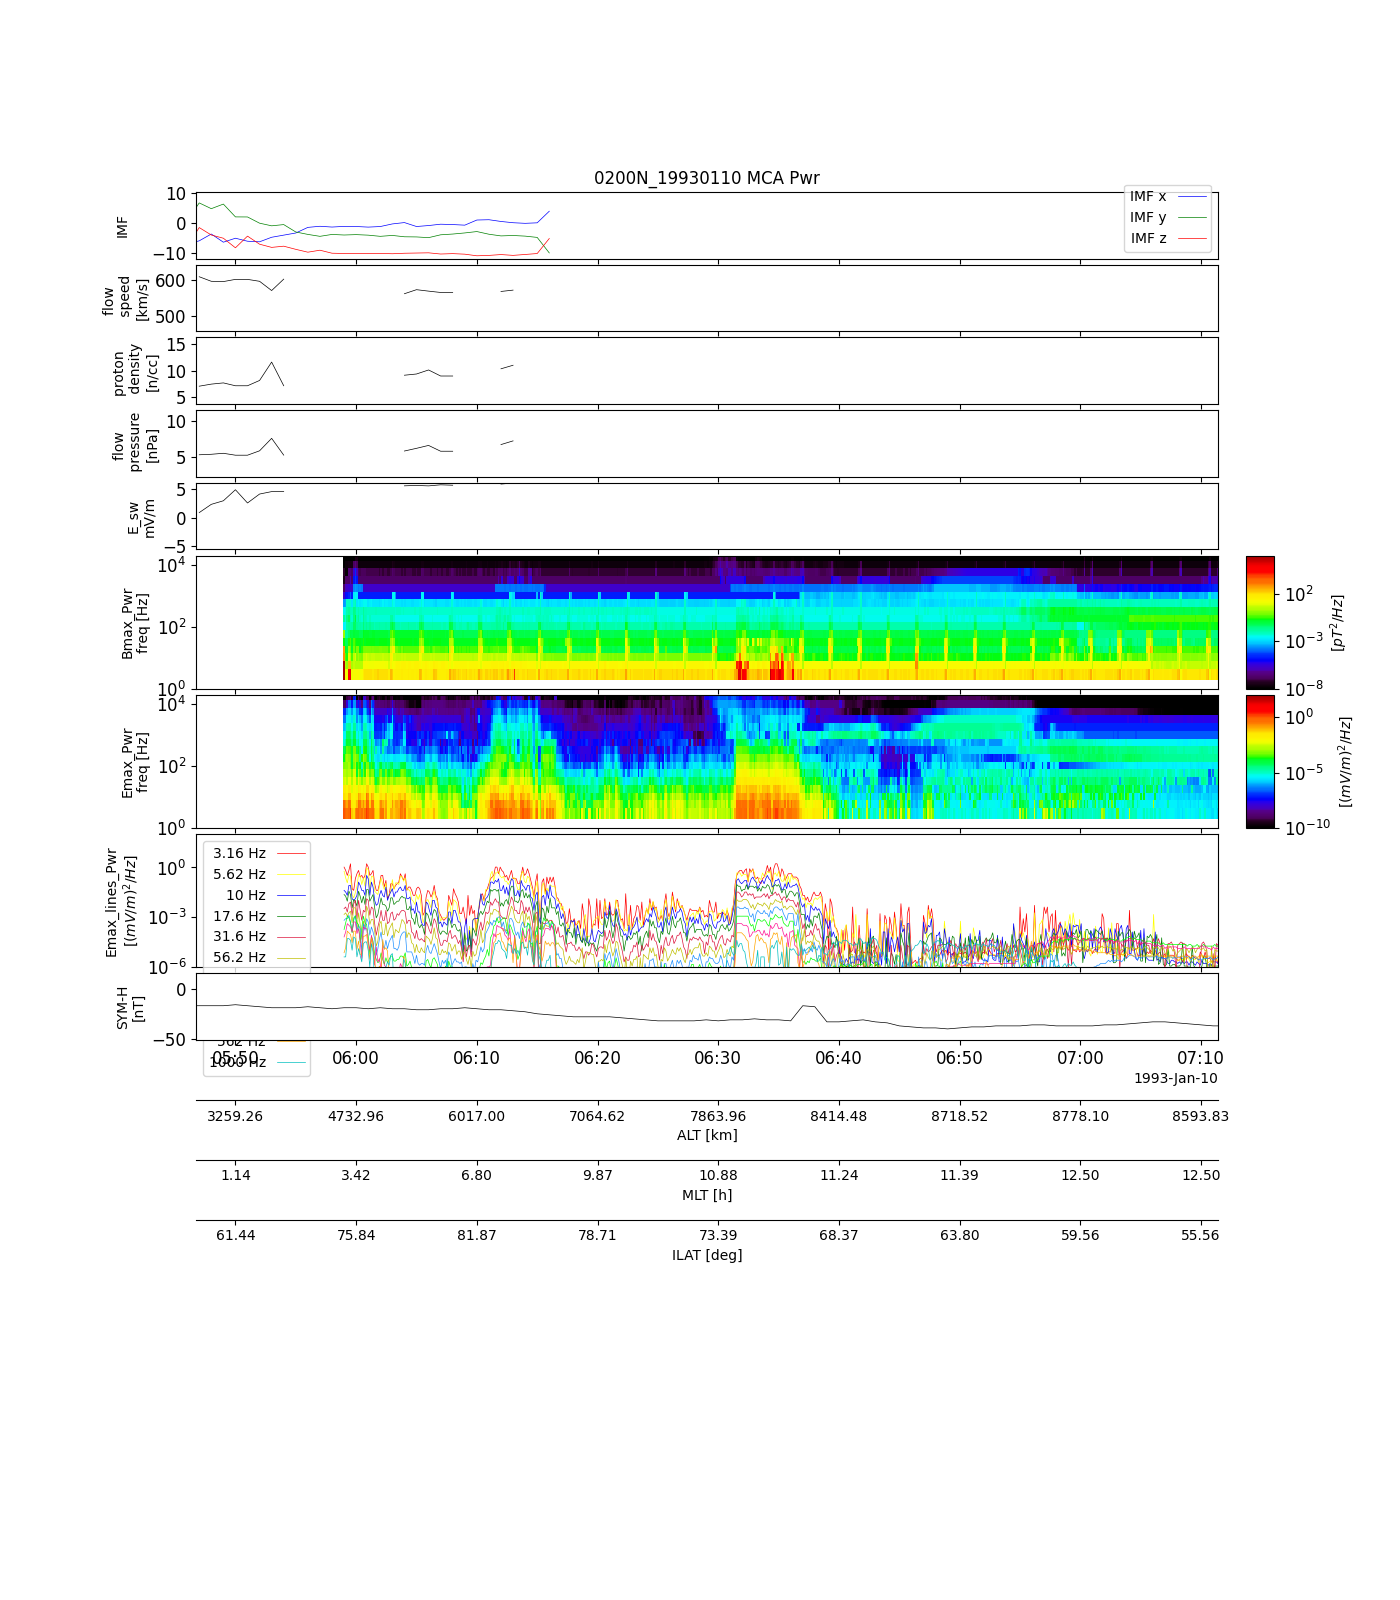 0200N_19930110 MCA Pwr
IMF
10
0
−10
IMF x
IMF y
IMF z
flow
speed
[km/s]
600
500
proton
density
[n/cc]
15
10
5
flow
pressure
[nPa]
10
5
E_sw
mV/m
5
0
−5
Bmax_Pwr
freq [Hz]
10^4
10^2
10^0
10^2
10^-3
10^-8
[pT^2/Hz]
Emax_Pwr
freq [Hz]
10^4
10^2
10^0
10^0
10^-5
10^-10
[(mV/m)^2/Hz]
Emax_lines_Pwr
[(mV/m)^2/Hz]
10^0
10^-3
10^-6
3.16 Hz
5.62 Hz
10 Hz
17.6 Hz
31.6 Hz
56.2 Hz
SYM-H
[nT]
0
−50
562 Hz
1000 Hz
05:50 06:00 06:10 06:20 06:30 06:40 06:50 07:00 07:10
1993-Jan-10
3259.26 4732.96 6017.00 7064.62 7863.96 8414.48 8718.52 8778.10 8593.83
ALT [km]
1.14 3.42 6.80 9.87 10.88 11.24 11.39 12.50 12.50
MLT [h]
61.44 75.84 81.87 78.71 73.39 68.37 63.80 59.56 55.56
ILAT [deg]